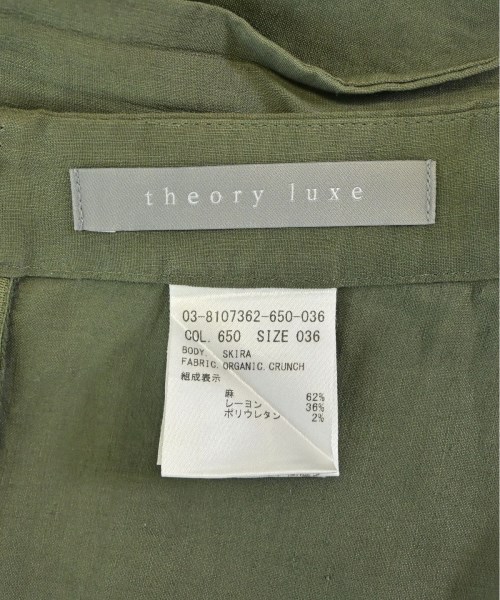 theory luxe
03-8107362-650-036
COL. 650 SIZE 036
BODY. SKIRA
FABRIC. ORGANIC. CRUNCH
組成表示
麻 62%
レーヨン 36%
ポリウレタン 2%